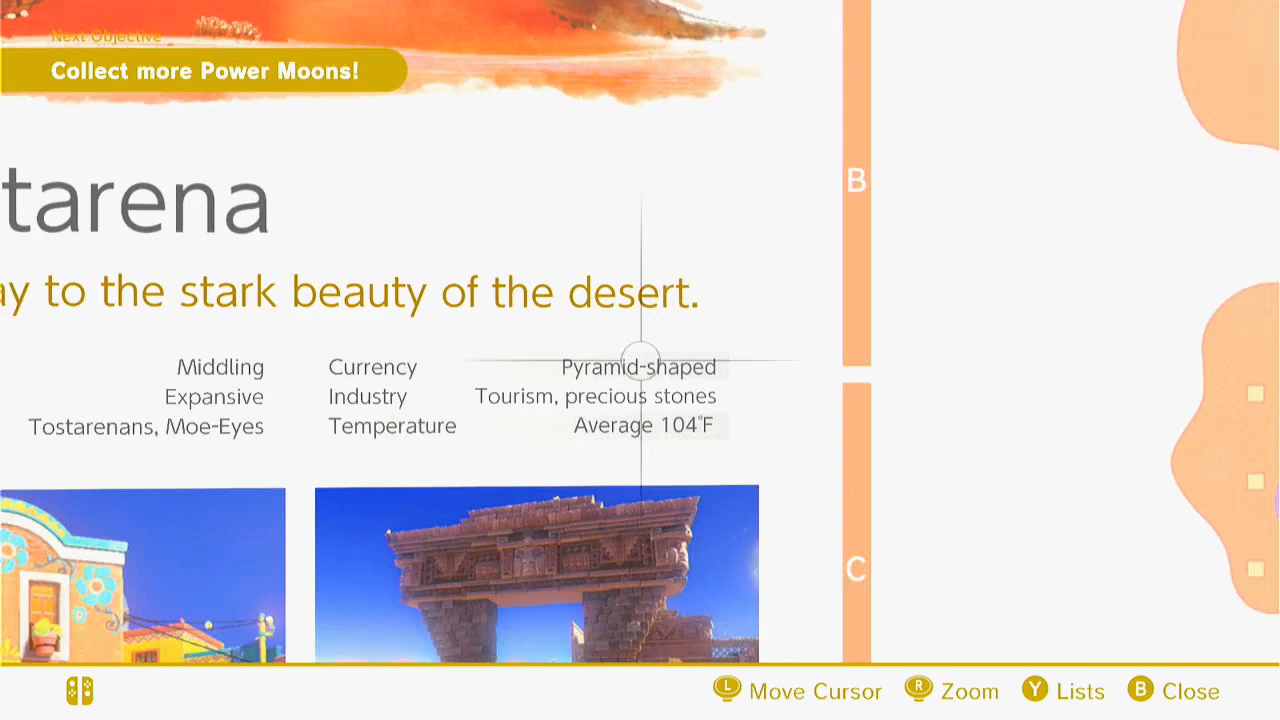 Next Objective
Collect more Power Moons!
B
tarena
ay to the stark beauty of the desert.
Middling Currency Pyramid-shaped
Expansive Industry Tourism, precious stones
Tostarenans, Moe-Eyes Temperature Average 104°F
C
L Move Cursor R Zoom Y Lists B Close